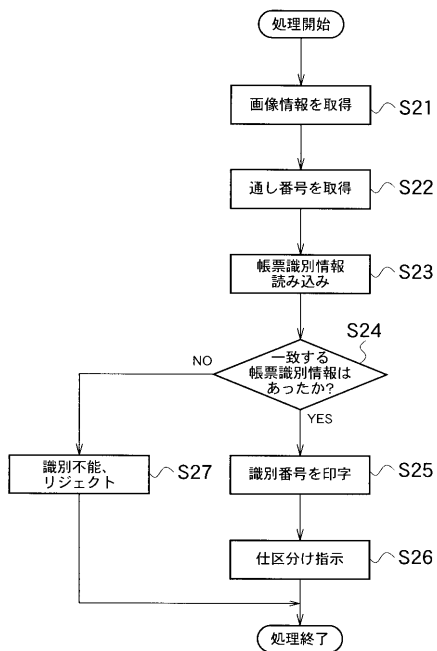 処理開始
画像情報を取得
S21
通し番号を取得
S22
帳票識別情報
読み込み
S23
S24
一致する
帳票識別情報は
あったか?
NO
YES
識別不能、
リジェクト
S27
識別番号を印字
S25
仕区分け指示
S26
処理終了